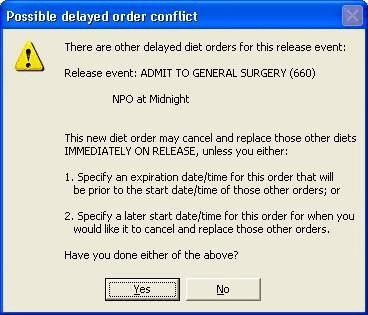 Possible delayed order conflict
There are other delayed diet orders for this release event:
Release event: ADMIT TO GENERAL SURGERY (660)
NPO at Midnight
This new diet order may cancel and replace those other diets
IMMEDIATELY ON RELEASE, unless you either:
1. Specify an expiration date/time for this order that will
be prior to the start date/time of those other orders; or
2. Specify a later start date/time for this order for when you
would like it to cancel and replace those other orders.
Have you done either of the above?
Yes No